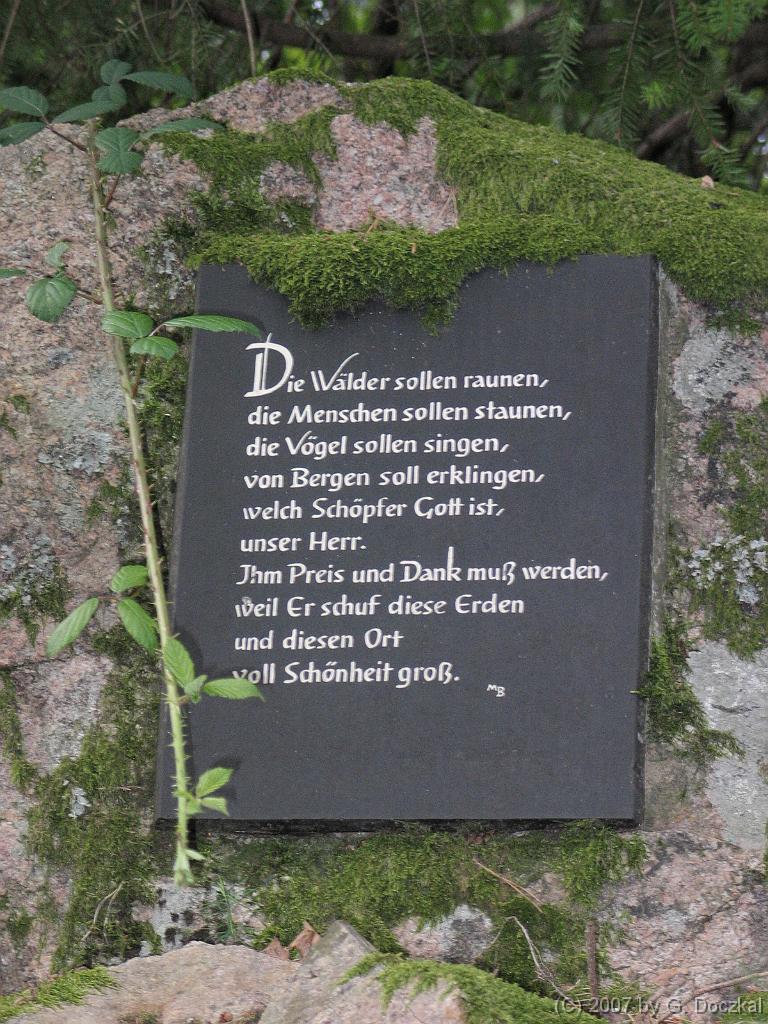 Die Wälder sollen raunen,
die Menschen sollen staunen,
die Vögel sollen singen,
von Bergen soll erklingen,
welch Schöpfer Gott ist,
unser Herr.
Ihm Preis und Dank muß werden,
weil Er schuf diese Erden
und diesen Ort
voll Schönheit groß.
MB
(C) 2007 by G. Doczkal